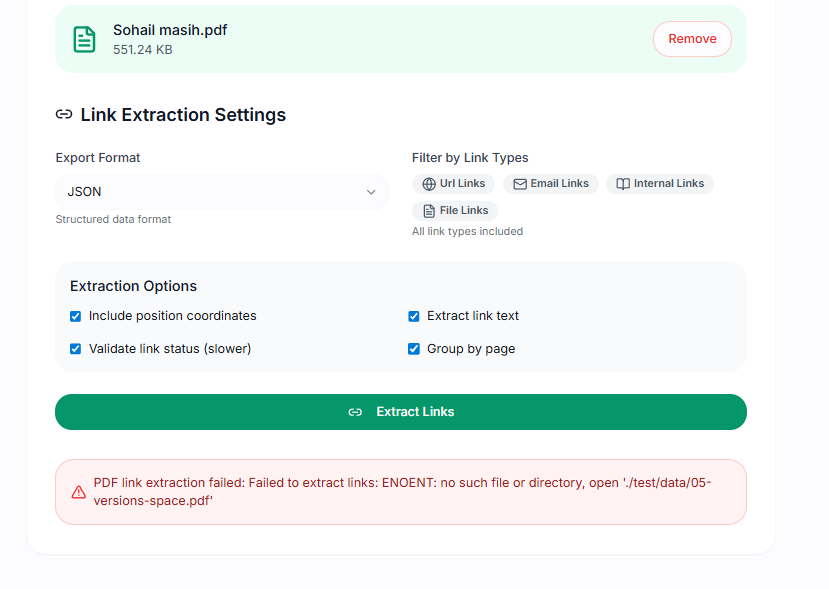 Sohail masih.pdf
551.24 KB
Remove
Link Extraction Settings
Export Format
JSON
Structured data format
Filter by Link Types
Url Links
Email Links
Internal Links
File Links
All link types included
Extraction Options
Include position coordinates
Extract link text
Validate link status (slower)
Group by page
Extract Links
PDF link extraction failed: Failed to extract links: ENOENT: no such file or directory, open './test/data/05-
versions-space.pdf'